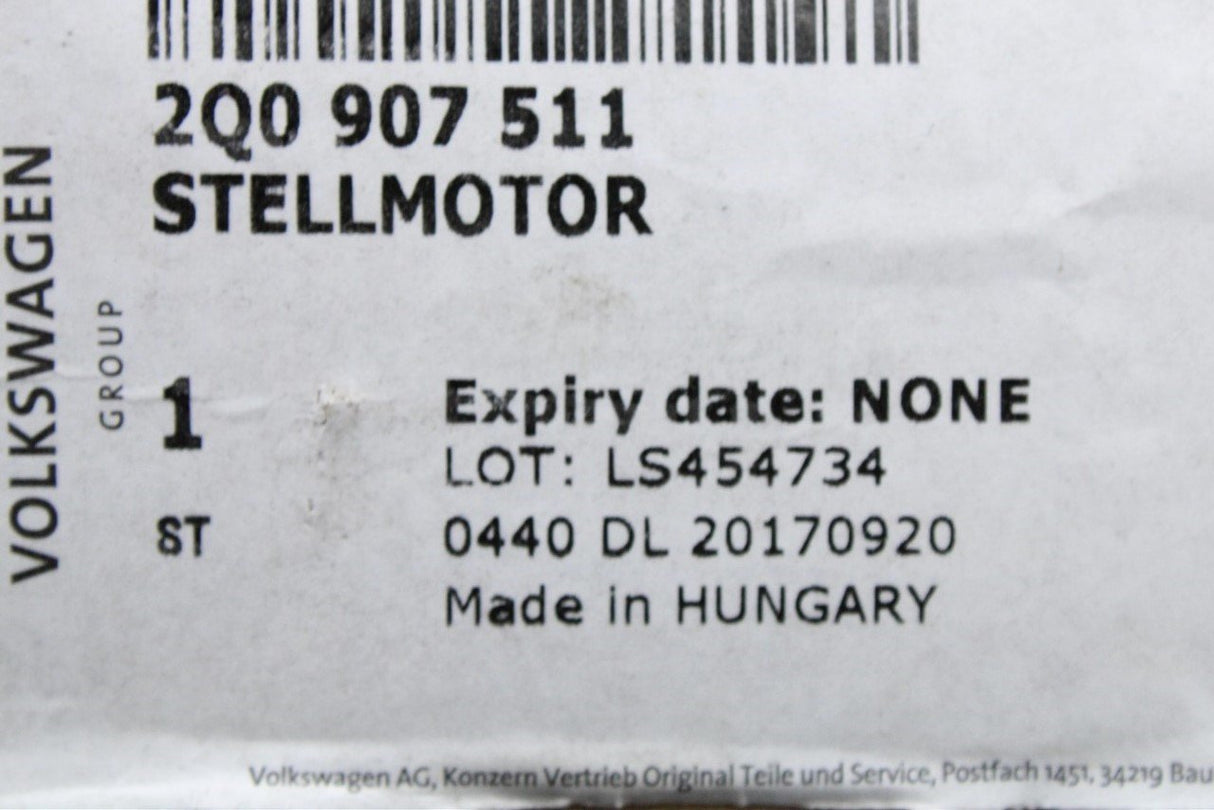 2Q0 907 511
STELLMOTOR
VOLKSWAGEN
GROUP
1
ST
Expiry date: NONE
LOT: LS454734
0440 DL 20170920
Made in HUNGARY
Volkswagen AG, Konzern Vertrieb Original Teile und Service, Postfach 1451, 34219 Bau